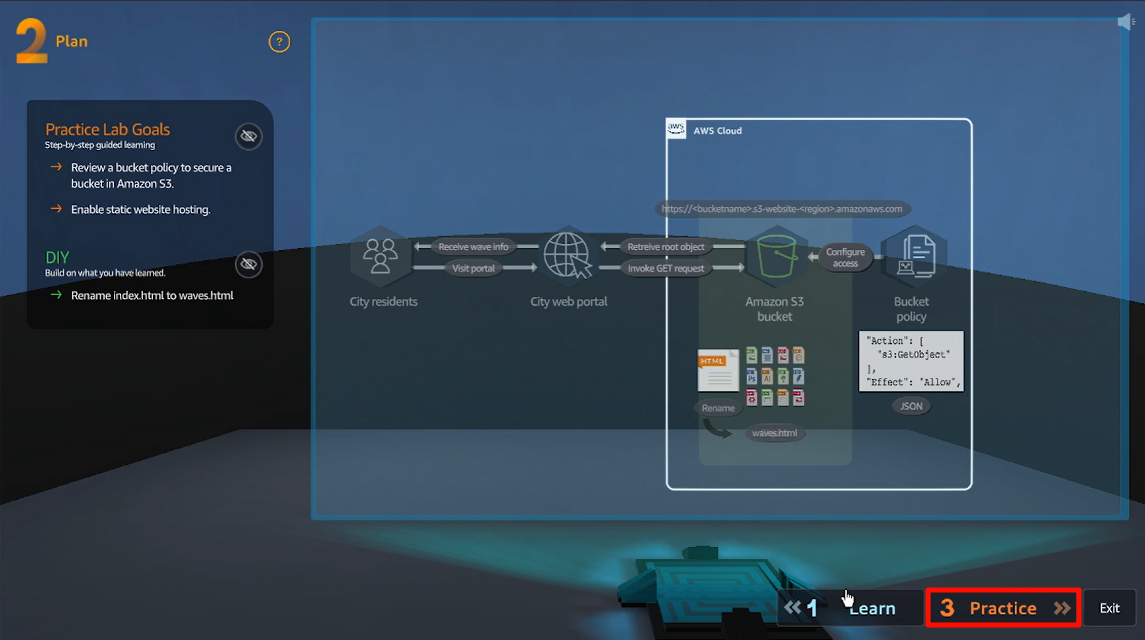 2 Plan
?
Practice Lab Goals
Step-by-step guided learning
Review a bucket policy to secure a
bucket in Amazon S3.
Enable static website hosting.
DIY
Build on what you have learned.
Rename index.html to waves.html
aws
AWS Cloud
https://<bucketname>.s3-website-<region>.amazonaws.com
Receive wave info
Visit portal
Retreive root object
Invoke GET request
Configure
access
City residents
City web portal
Amazon S3
bucket
Bucket
policy
HTML
Rename
waves.html
"Action": [
"s3:GetObject"
],
"Effect": "Allow",
JSON
1 Learn
3 Practice
Exit